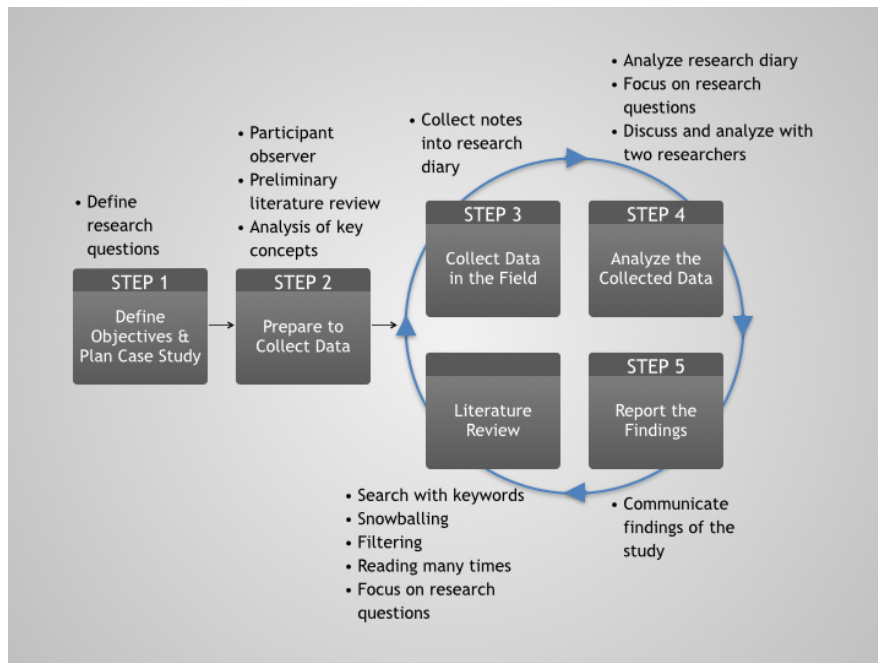 • Define
research
questions
STEP 1
Define
Objectives &
Plan Case Study
• Participant
observer
• Preliminary
literature review
• Analysis of key
concepts
STEP 2
Prepare to
Collect Data
• Collect notes
into research
diary
STEP 3
Collect Data
in the Field
• Analyze research diary
• Focus on research
questions
• Discuss and analyze with
two researchers
STEP 4
Analyze the
Collected Data
STEP 5
Report the
Findings
• Communicate
findings of the
study
Literature
Review
• Search with keywords
• Snowballing
• Filtering
• Reading many times
• Focus on research
questions